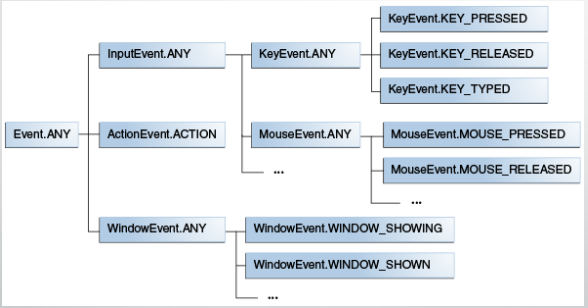 KeyEvent.KEY_PRESSED
InputEvent.ANY
KeyEvent.ANY
KeyEvent.KEY_RELEASED
KeyEvent.KEY_TYPED
Event.ANY
ActionEvent.ACTION
MouseEvent.ANY
MouseEvent.MOUSE_PRESSED
...
MouseEvent.MOUSE_RELEASED
...
WindowEvent.ANY
WindowEvent.WINDOW_SHOWING
WindowEvent.WINDOW_SHOWN
...